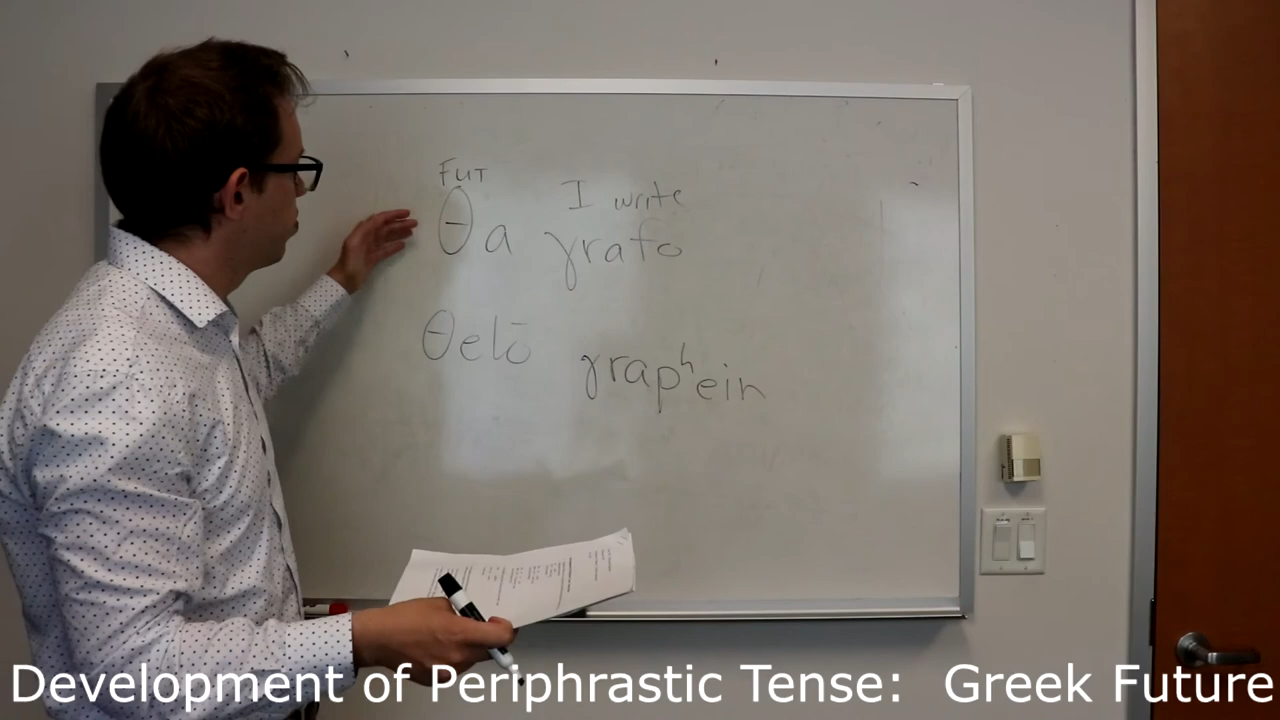 FUT
I write
θa γrafo
θelō γrapʰein
Development of Periphrastic Tense: Greek Future